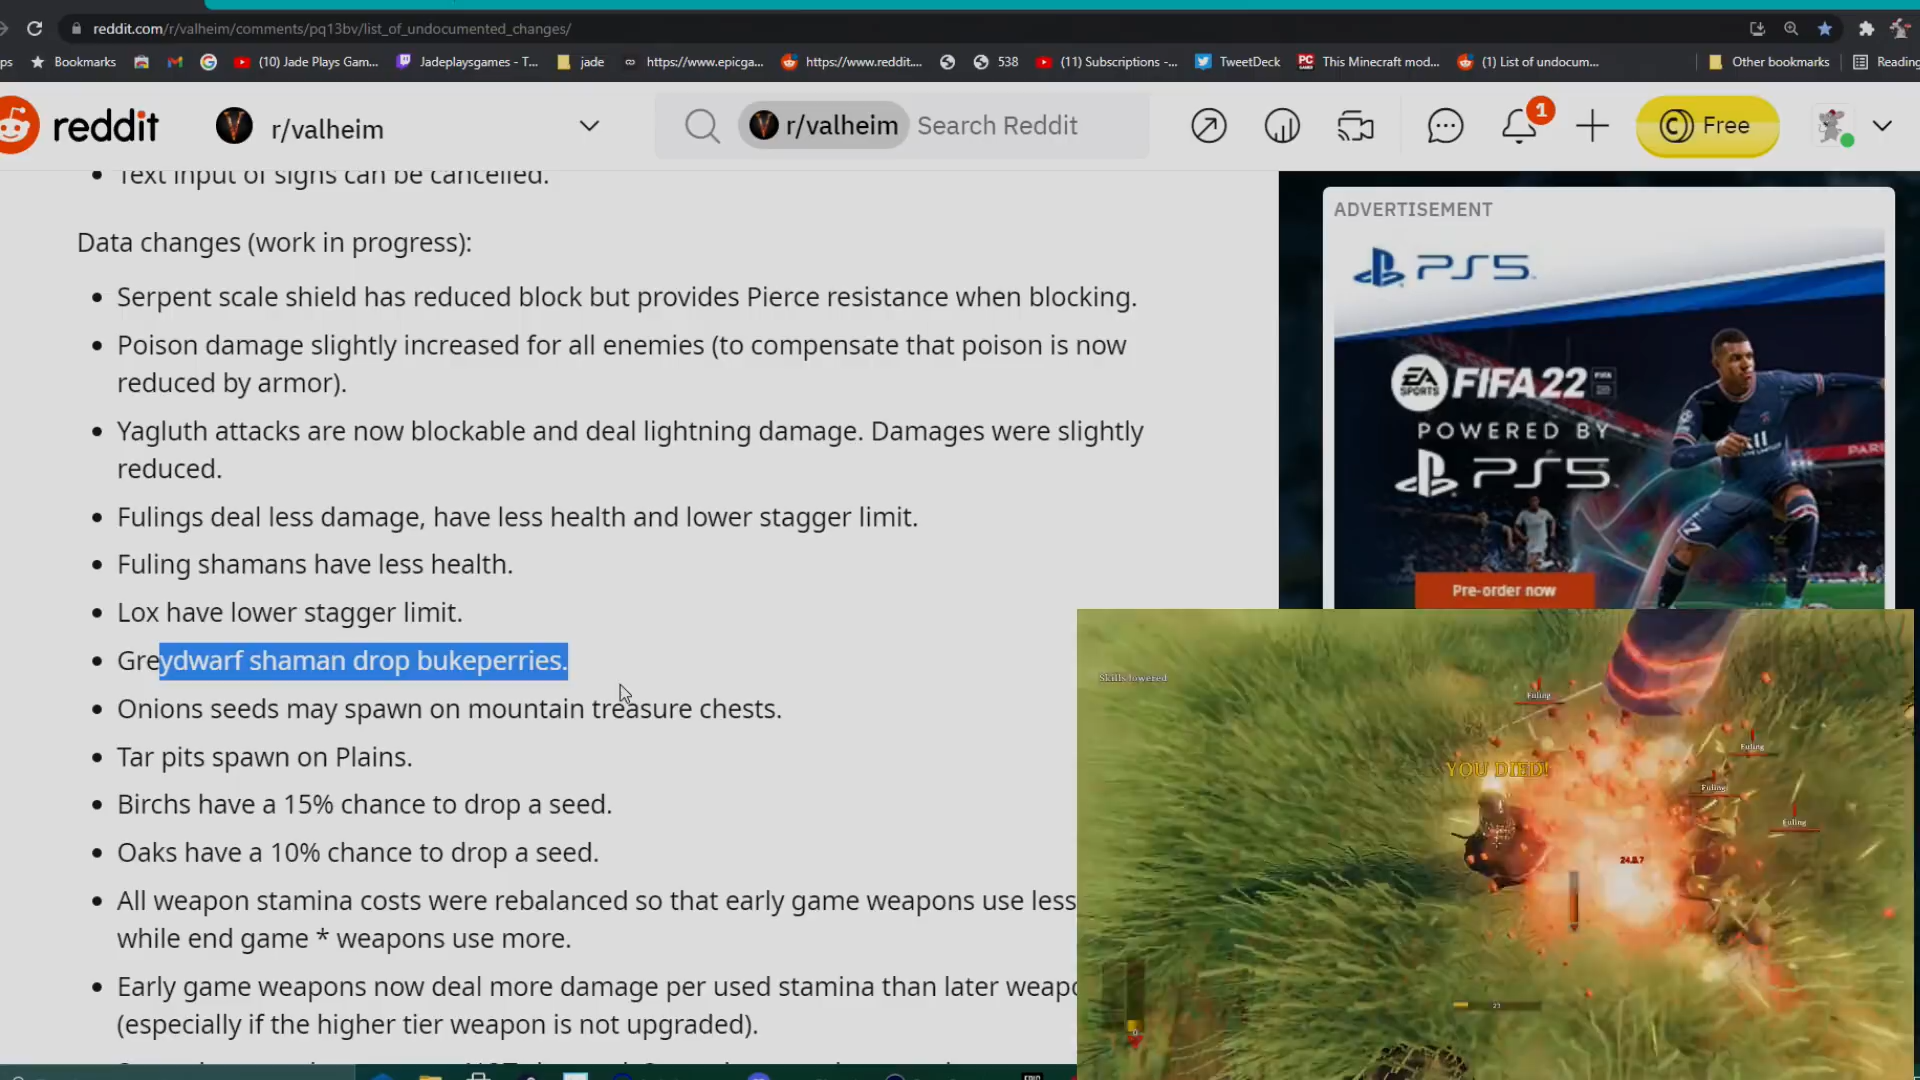 reddit.com/r/valheim/comments/pq13bv/list_of_undocumented_changes/
ps Bookmarks (10) Jade Plays Gam... Jadeplaysgames - T... jade https://www.epicga... https://www.reddit.... 538 (11) Subscriptions -... TweetDeck This Minecraft mod... (1) List of undocum... Other bookmarks Reading
reddit r/valheim r/valheim Search Reddit 1 Free
Text input of signs can be cancelled.
Data changes (work in progress):
Serpent scale shield has reduced block but provides Pierce resistance when blocking.
Poison damage slightly increased for all enemies (to compensate that poison is now
reduced by armor).
Yagluth attacks are now blockable and deal lightning damage. Damages were slightly
reduced.
Fulings deal less damage, have less health and lower stagger limit.
Fuling shamans have less health.
Lox have lower stagger limit.
Greydwarf shaman drop bukeperries.
Onions seeds may spawn on mountain treasure chests.
Tar pits spawn on Plains.
Birchs have a 15% chance to drop a seed.
Oaks have a 10% chance to drop a seed.
All weapon stamina costs were rebalanced so that early game weapons use less
while end game * weapons use more.
Early game weapons now deal more damage per used stamina than later weapo
(especially if the higher tier weapon is not upgraded).
ADVERTISEMENT
PS5
EA SPORTS FIFA 22
POWERED BY
PS5
Pre-order now
Skills lowered
Fuling
Fuling
YOU DIED!
Fuling
Fuling
23